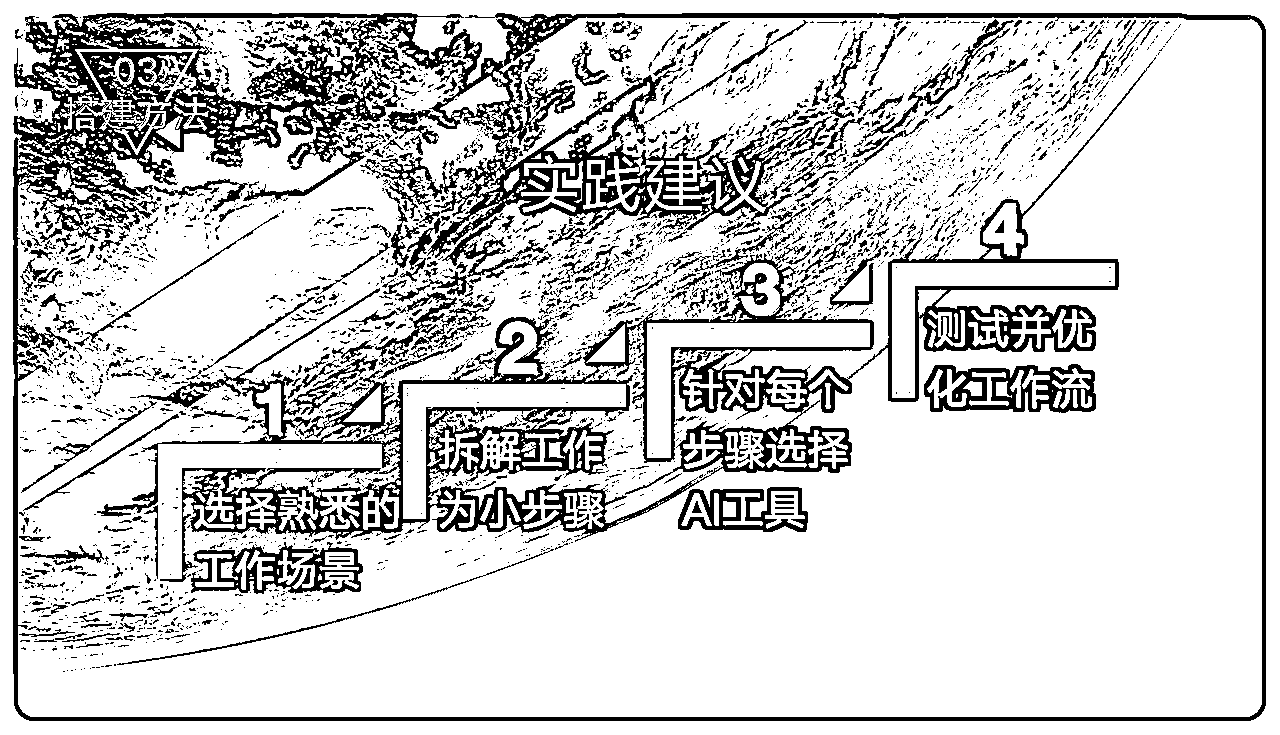 搭建方法
实践建议
1
选择熟悉的
工作场景
2
拆解工作
为小步骤
3
针对每个
步骤选择
AI工具
4
测试并优
化工作流